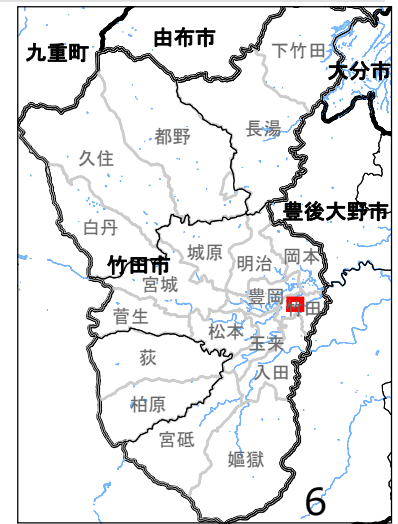 由布市
九重町
下竹田
大分市
都野
長湯
久住
豊後大野市
白丹
城原
岡本
明治
竹田市
宮城
豊岡
田
菅生
松本
玉来
荻
入田
柏原
宮砥
嫗獄
6